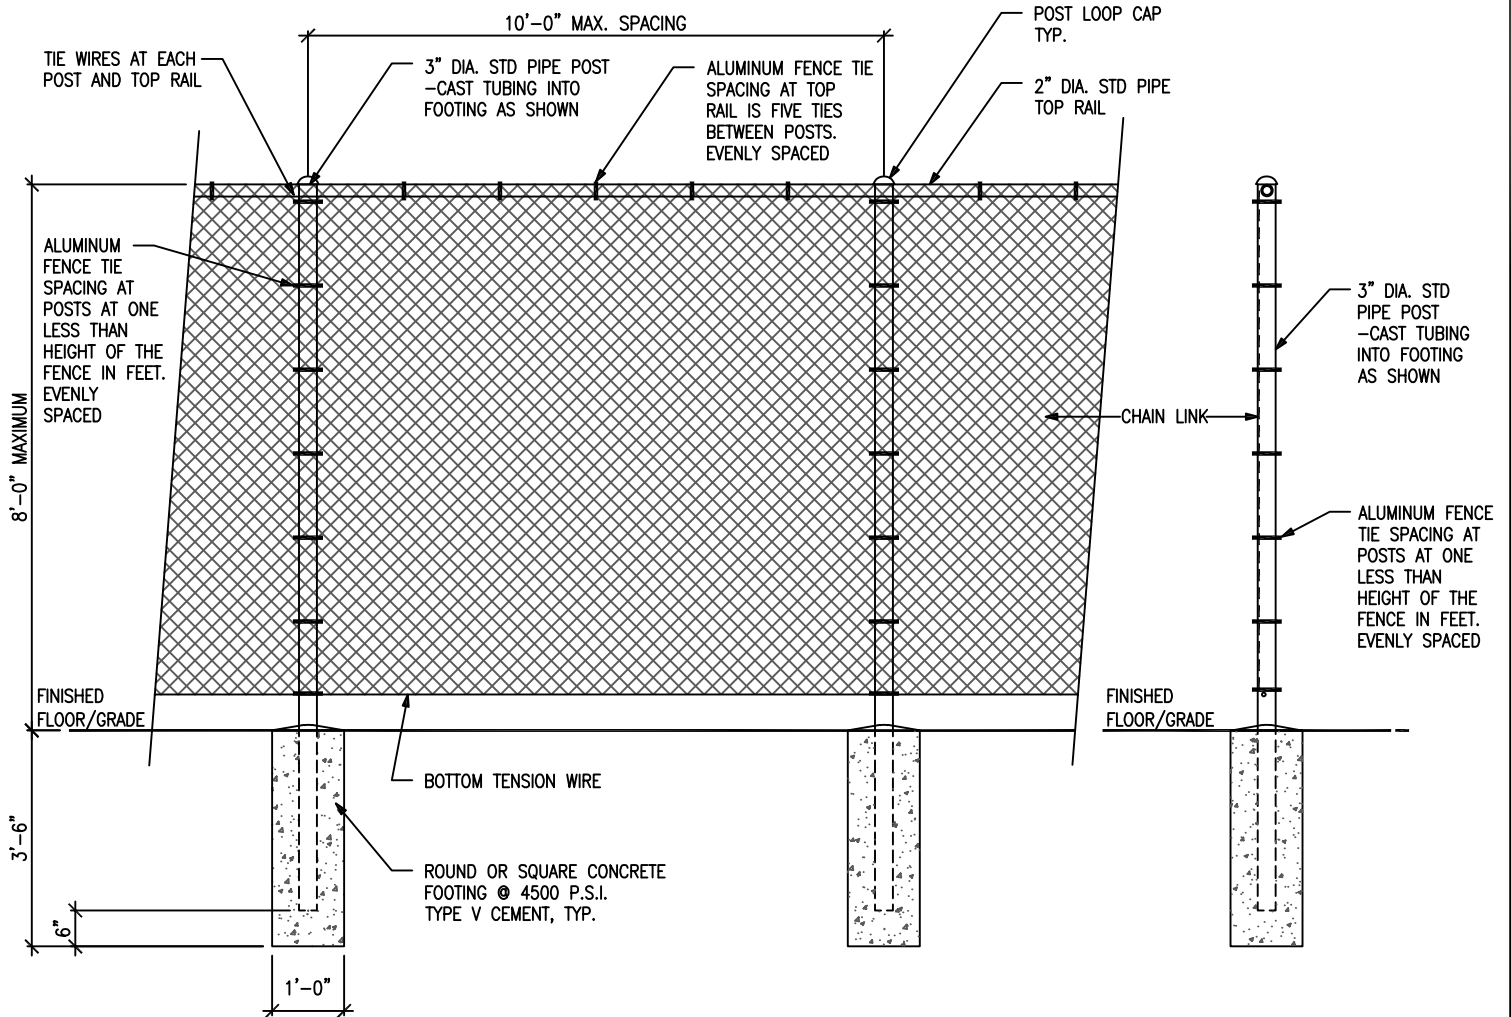 10'-0" MAX. SPACING
POST LOOP CAP
TYP.
TIE WIRES AT EACH
POST AND TOP RAIL
3" DIA. STD PIPE POST
-CAST TUBING INTO
FOOTING AS SHOWN
ALUMINUM FENCE TIE
SPACING AT TOP
RAIL IS FIVE TIES
BETWEEN POSTS.
EVENLY SPACED
2" DIA. STD PIPE
TOP RAIL
ALUMINUM
FENCE TIE
SPACING AT
POSTS AT ONE
LESS THAN
HEIGHT OF THE
FENCE IN FEET.
EVENLY
SPACED
8'-0" MAXIMUM
3" DIA. STD
PIPE POST
-CAST TUBING
INTO FOOTING
AS SHOWN
CHAIN LINK
ALUMINUM FENCE
TIE SPACING AT
POSTS AT ONE
LESS THAN
HEIGHT OF THE
FENCE IN FEET.
EVENLY SPACED
FINISHED
FLOOR/GRADE
FINISHED
FLOOR/GRADE
BOTTOM TENSION WIRE
3'-6"
ROUND OR SQUARE CONCRETE
FOOTING @ 4500 P.S.I.
TYPE V CEMENT, TYP.
6"
1'-0"